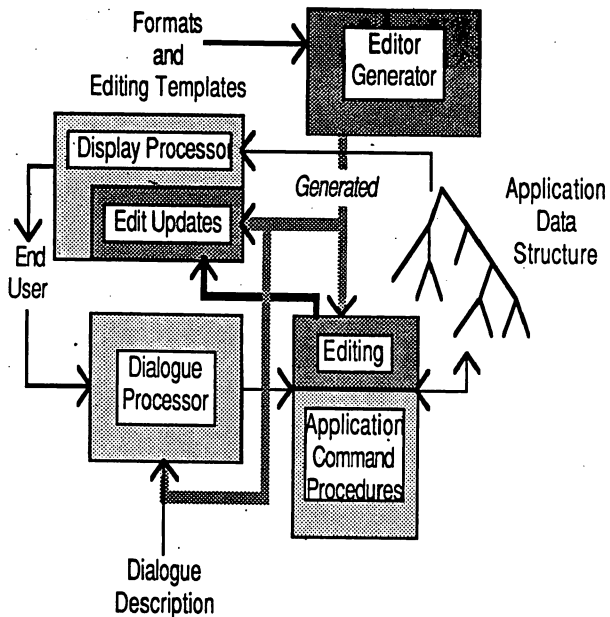 Formats
and
Editing Templates
Editor
Generator
Display Processor
Generated
Application
Data
Structure
Edit Updates
End
User
Editing
Dialogue
Processor
Application
Command
Procedures
Dialogue
Description